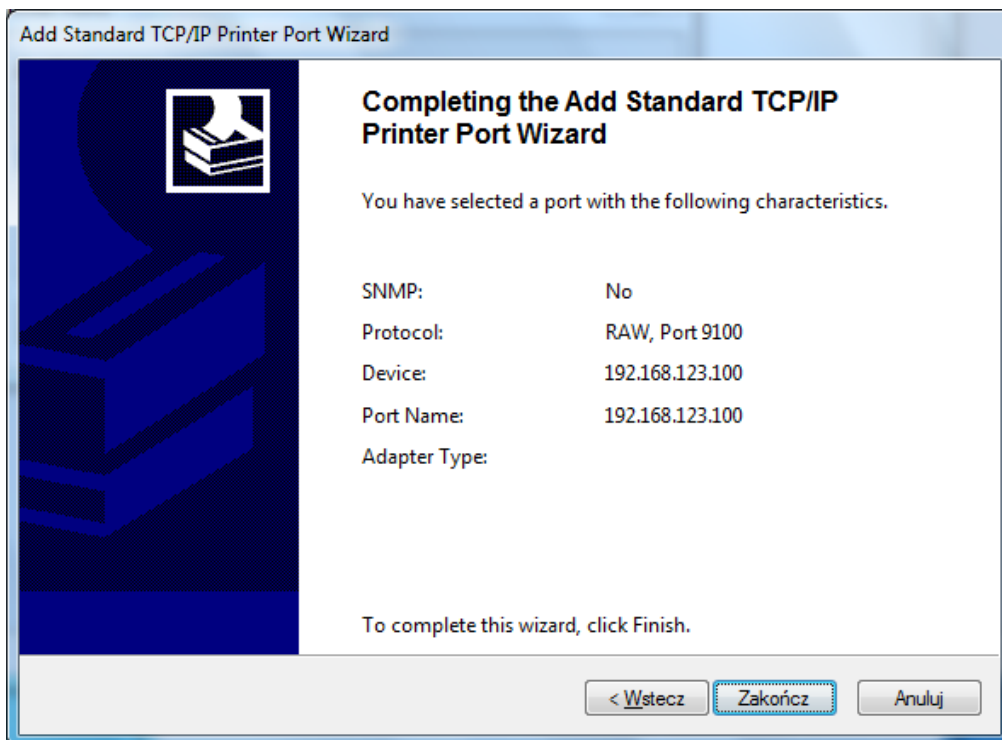 Add Standard TCP/IP Printer Port Wizard
Completing the Add Standard TCP/IP
Printer Port Wizard
You have selected a port with the following characteristics.
SNMP: No
Protocol: RAW, Port 9100
Device: 192.168.123.100
Port Name: 192.168.123.100
Adapter Type:
To complete this wizard, click Finish.
< Wstecz Zakończ Anuluj